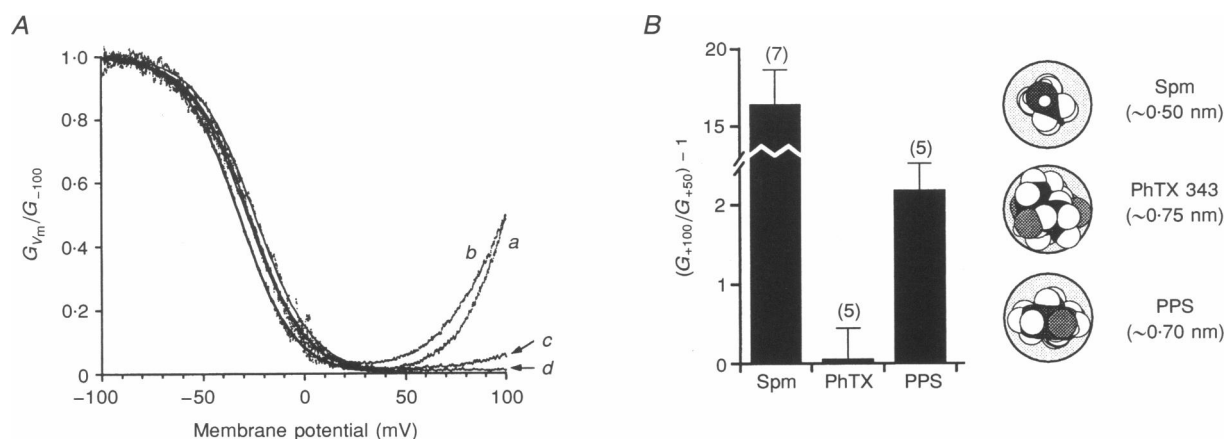 A
1·0
0·8
0·6
0·4
0·2
0
G_Vm/G_−100
−100
−50
0
50
100
Membrane potential (mV)
b
a
c
d
B
20
15
2
1
0
(G_+100/G_+50) − 1
(7)
(5)
(5)
Spm
PhTX
PPS
Spm
(~0·50 nm)
PhTX 343
(~0·75 nm)
PPS
(~0·70 nm)